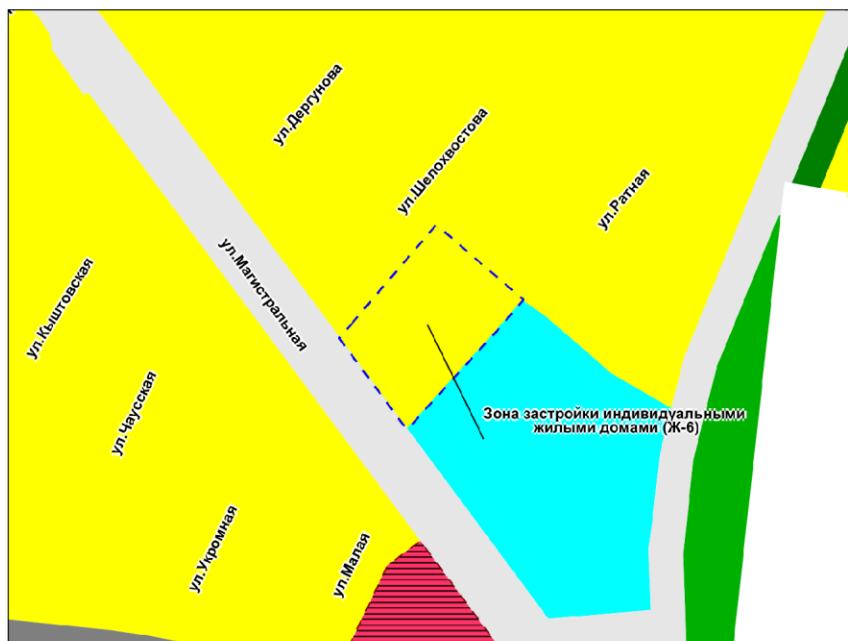 ул.Дергунова
ул.Шелохвостова
ул.Ратная
ул.Магистральная
ул.Кыштовская
ул.Чаусская
Зона застройки индивидуальными
жилыми домами (Ж-6)
ул.Укромная
ул.Малая